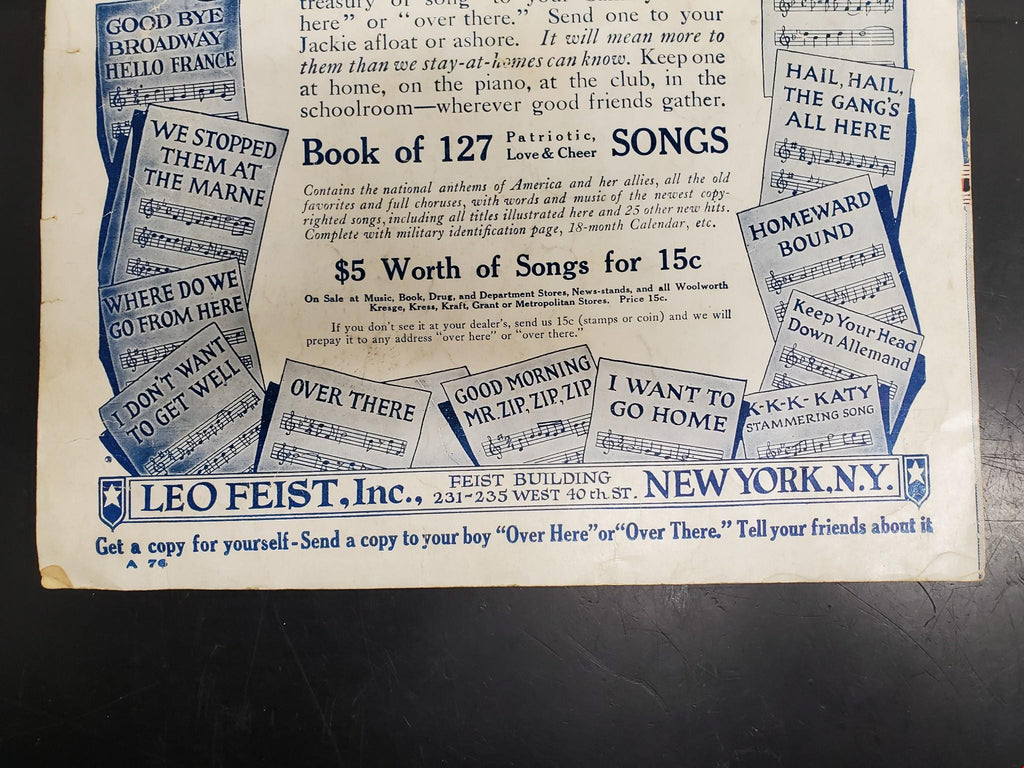 treasury of song to your
here” or “over there.” Send one to your
Jackie afloat or ashore. It will mean more to
them than we stay-at-homes can know. Keep one
at home, on the piano, at the club, in the
schoolroom—wherever good friends gather.
Book of 127 Patriotic, Love & Cheer SONGS
Contains the national anthems of America and her allies, all the old
favorites and full choruses, with words and music of the newest copy-
righted songs, including all titles illustrated here and 25 other new hits.
Complete with military identification page, 18-month Calendar, etc.
$5 Worth of Songs for 15c
On Sale at Music, Book, Drug, and Department Stores, News-stands, and all Woolworth
Kresge, Kress, Kraft, Grant or Metropolitan Stores. Price 15c.
If you don't see it at your dealer's, send us 15c (stamps or coin) and we will
prepay it to any address “over here” or “over there.”
GOOD BYE
BROADWAY
HELLO FRANCE
WE STOPPED
THEM AT
THE MARNE
WHERE DO WE
GO FROM HERE
I DON'T WANT
TO GET WELL
OVER THERE
GOOD MORNING
MR. ZIP, ZIP, ZIP
I WANT TO
GO HOME
HAIL, HAIL,
THE GANG'S
ALL HERE
HOMEWARD
BOUND
Keep Your Head
Down Allemand
K-K-K-KATY
STAMMERING SONG
LEO FEIST, Inc., FEIST BUILDING 231-235 WEST 40th ST. NEW YORK, N.Y.
Get a copy for yourself - Send a copy to your boy “Over Here” or “Over There.” Tell your friends about it
A 76